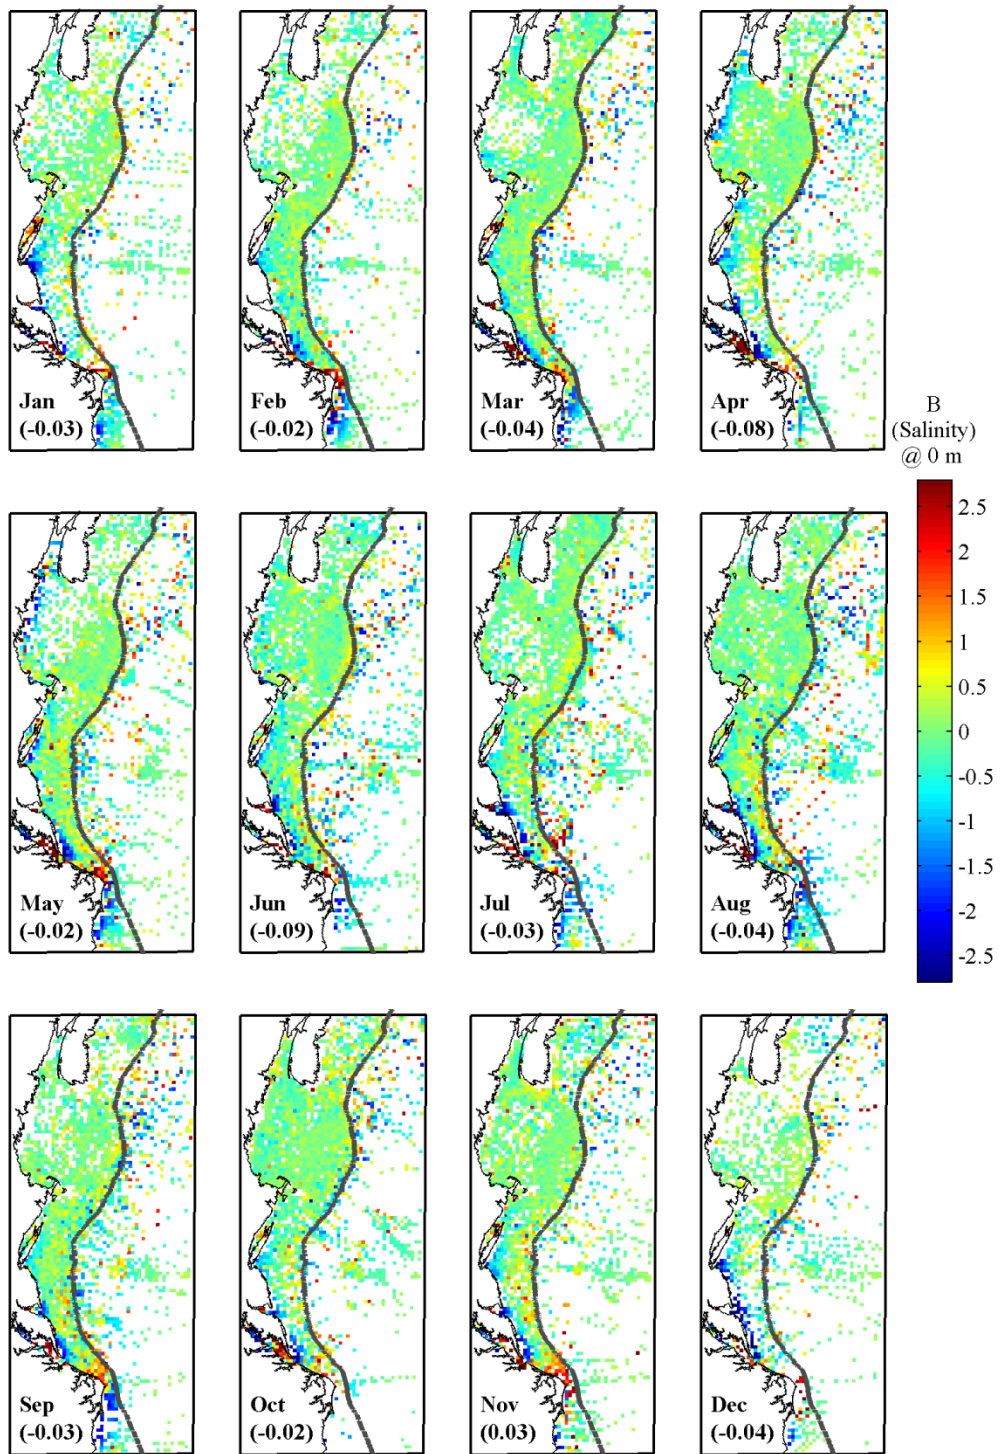 Jan
(-0.03)
Feb
(-0.02)
Mar
(-0.04)
Apr
(-0.08)
B
(Salinity)
@ 0 m
2.5
2
1.5
1
0.5
0
-0.5
-1
-1.5
-2
-2.5
May
(-0.02)
Jun
(-0.09)
Jul
(-0.03)
Aug
(-0.04)
Sep
(-0.03)
Oct
(-0.02)
Nov
(0.03)
Dec
(-0.04)